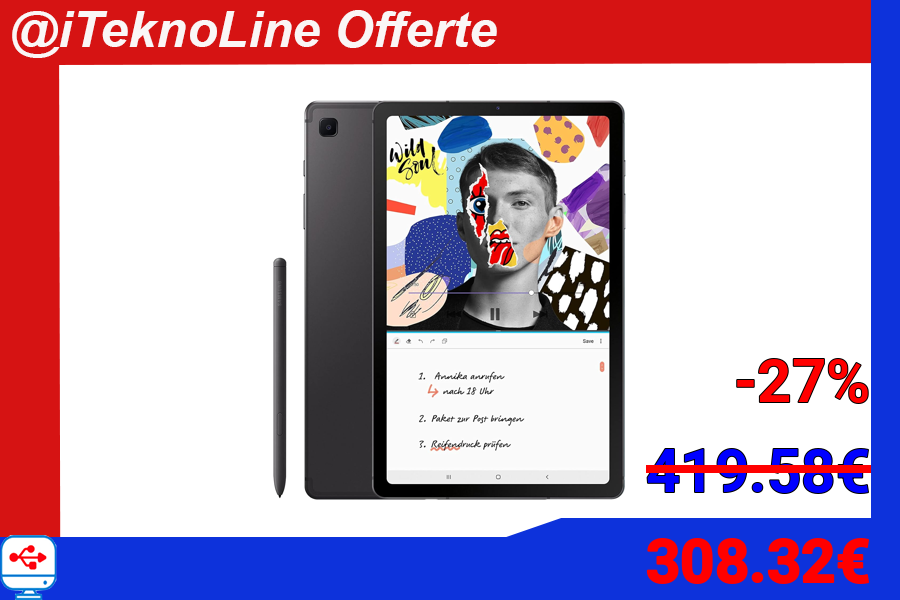 @iTeknoLine Offerte
Wild
Soul
Save
1. Annika anrufen
nach 18 Uhr
2. Paket zur Post bringen
3. Reifendruck prüfen
-27%
419.58€
308.32€